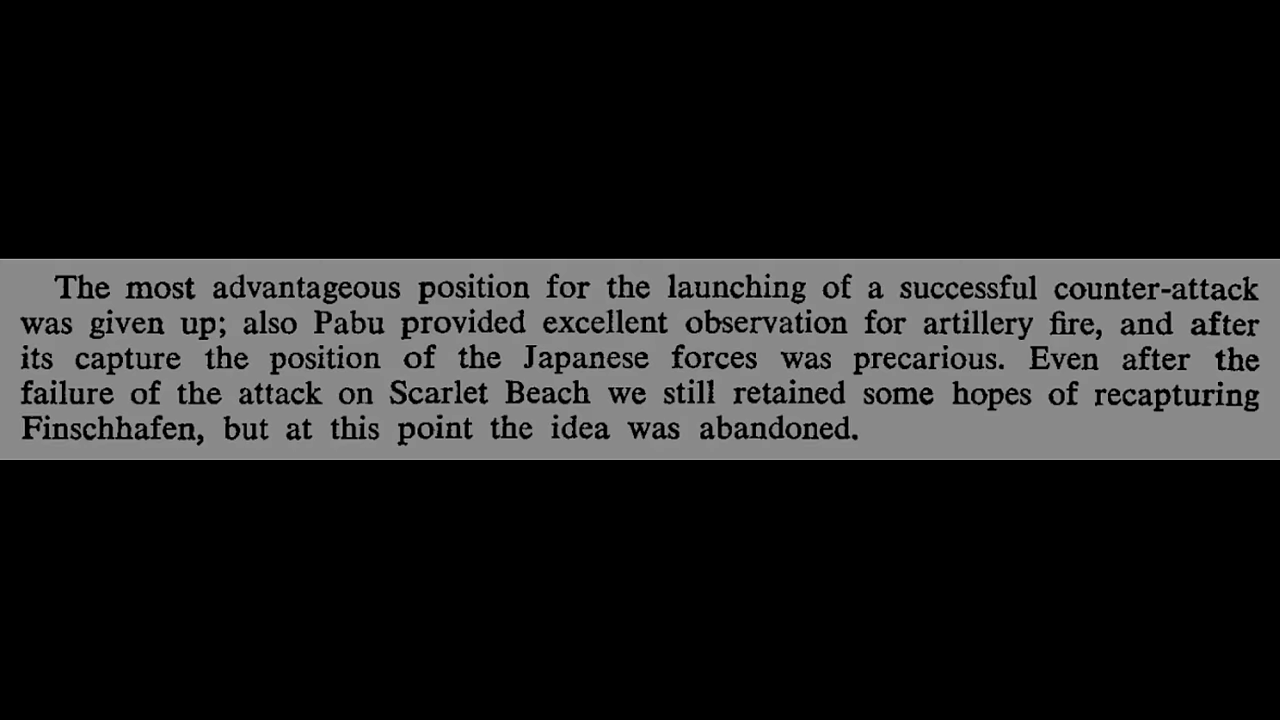 The most advantageous position for the launching of a successful counter-attack
was given up; also Pabu provided excellent observation for artillery fire, and after
its capture the position of the Japanese forces was precarious. Even after the
failure of the attack on Scarlet Beach we still retained some hopes of recapturing
Finschhafen, but at this point the idea was abandoned.